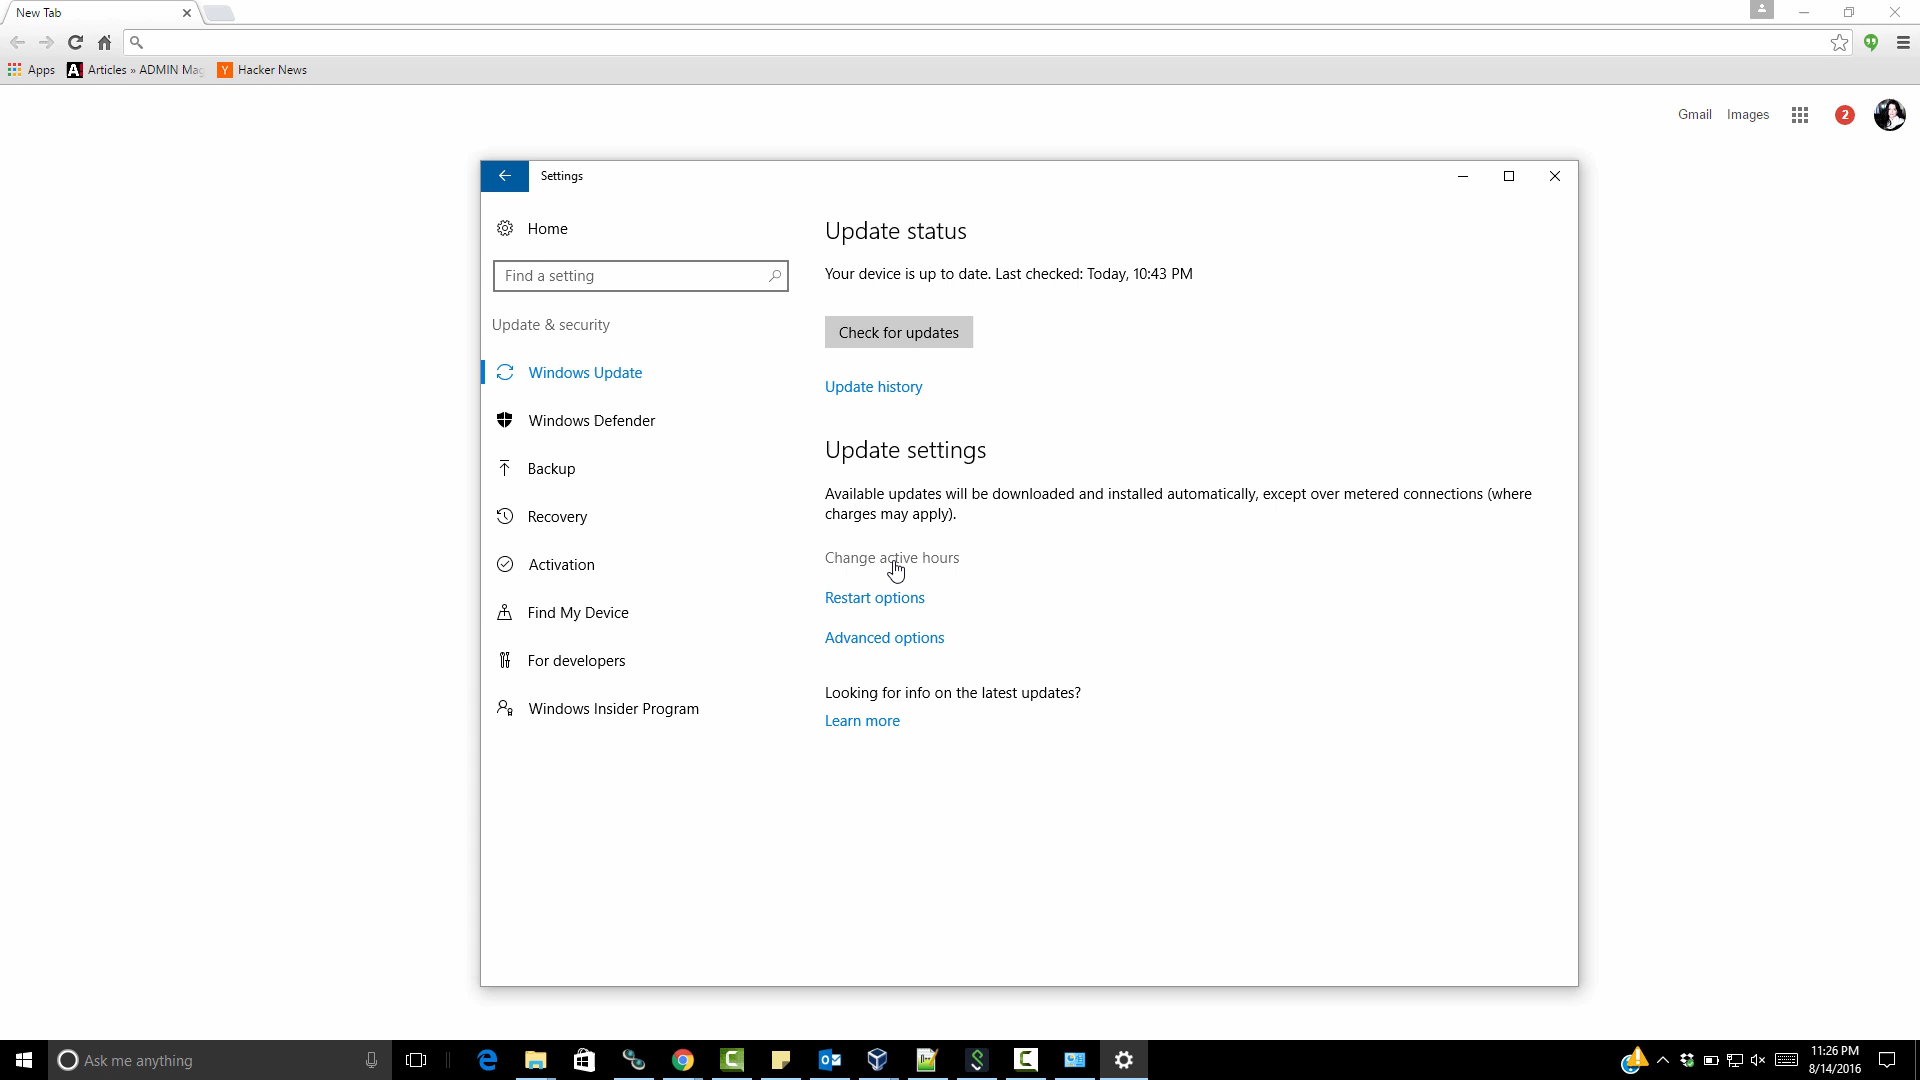 New Tab
Apps
Articles » ADMIN Mag
Hacker News
Gmail
Images
2
Settings
Home
Find a setting
Update & security
Windows Update
Windows Defender
Backup
Recovery
Activation
Find My Device
For developers
Windows Insider Program
Update status
Your device is up to date. Last checked: Today, 10:43 PM
Check for updates
Update history
Update settings
Available updates will be downloaded and installed automatically, except over metered connections (where
charges may apply).
Change active hours
Restart options
Advanced options
Looking for info on the latest updates?
Learn more
Ask me anything
11:26 PM
8/14/2016